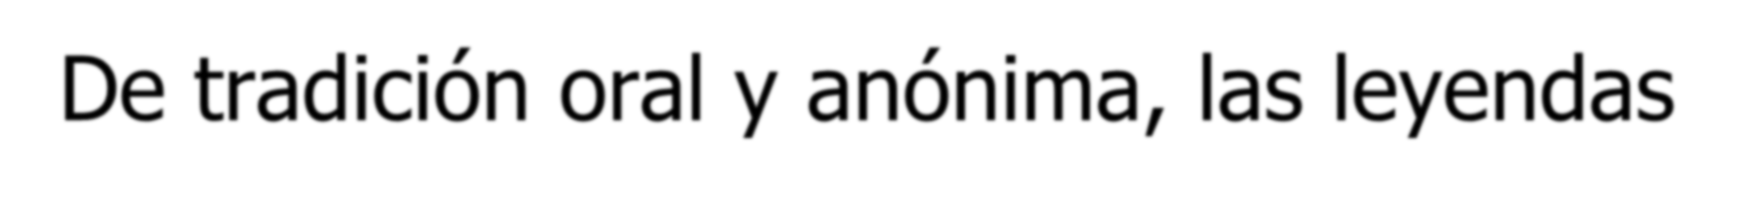 De tradición oral y anónima, las leyendas